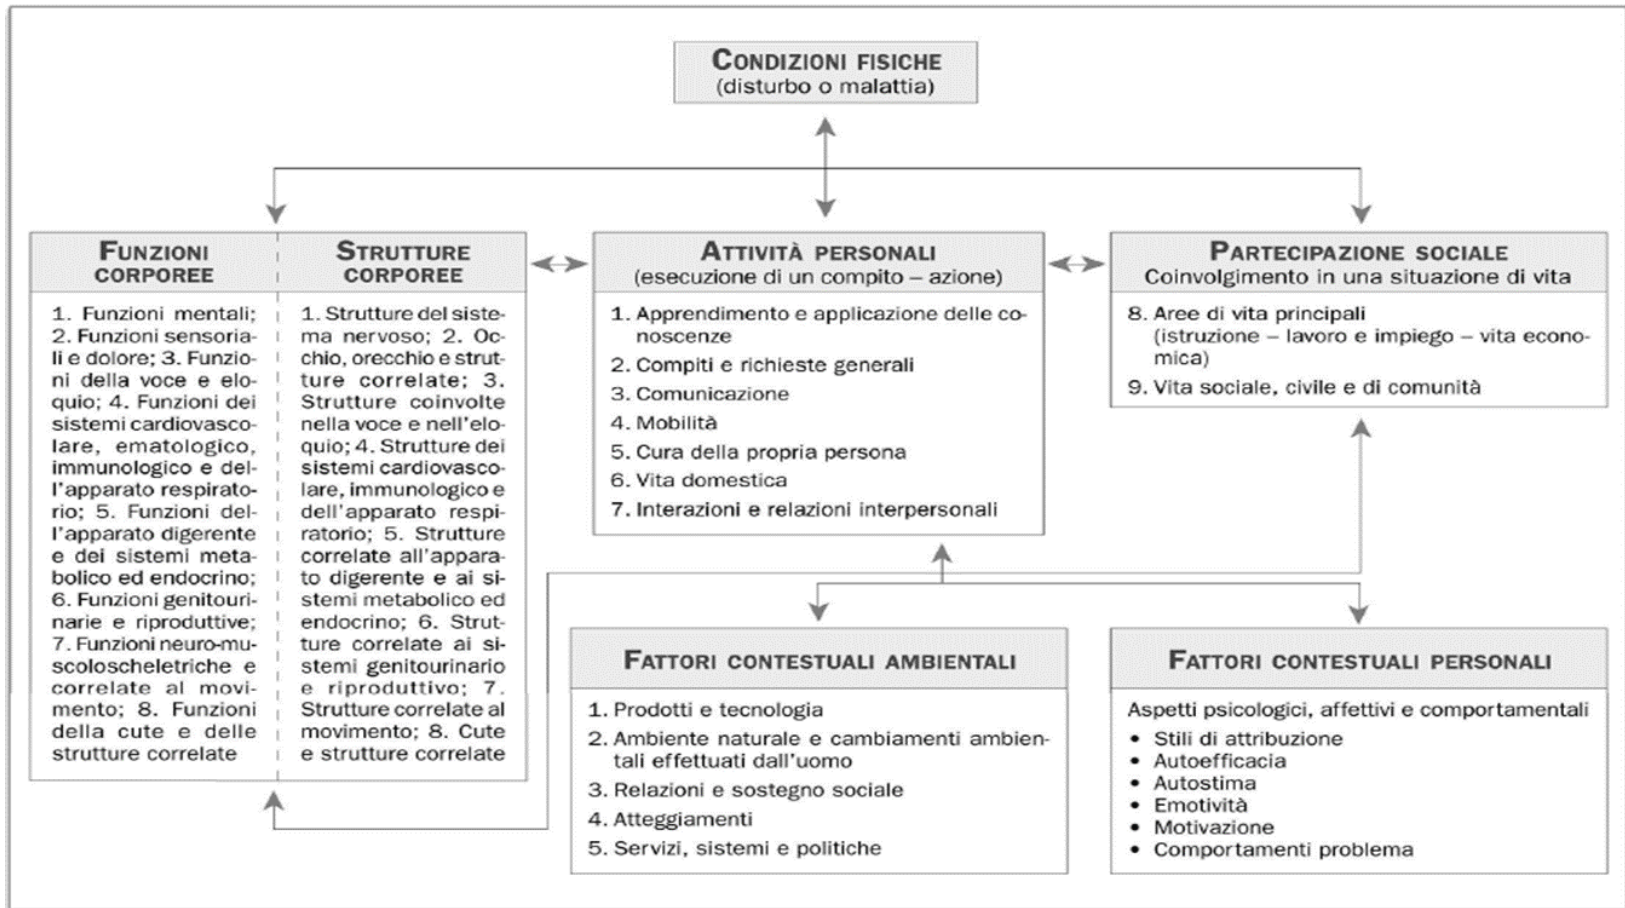 CONDIZIONI FISICHE
(disturbo o malattia)
FUNZIONI
CORPOREE
1. Funzioni mentali;
2. Funzioni sensoria-
li e dolore; 3. Funzio-
ni della voce e elo-
quio; 4. Funzioni dei
sistemi cardiovasco-
lare, ematologico,
immunologico e del-
l'apparato respirato-
rio; 5. Funzioni del-
l'apparato digerente
e dei sistemi meta-
bolico ed endocrino;
6. Funzioni genitouri-
narie e riproduttive;
7. Funzioni neuro-mu-
scoloscheletriche e
correlate al movi-
mento; 8. Funzioni
della cute e delle
strutture correlate
STRUTTURE
CORPOREE
1. Strutture del siste-
ma nervoso; 2. Oc-
chio, orecchio e strut-
ture correlate; 3.
Strutture coinvolte
nella voce e nell'elo-
quio; 4. Strutture dei
sistemi cardiovasco-
lare, immunologico e
dell'apparato respi-
ratorio; 5. Strutture
correlate all'appara-
to digerente e ai si-
stemi metabolico ed
endocrino; 6. Strut-
ture correlate ai si-
stemi genitourinario
e riproduttivo; 7.
Strutture correlate al
movimento; 8. Cute
e strutture correlate
ATTIVITÀ PERSONALI
(esecuzione di un compito – azione)
1. Apprendimento e applicazione delle co-
noscenze
2. Compiti e richieste generali
3. Comunicazione
4. Mobilità
5. Cura della propria persona
6. Vita domestica
7. Interazioni e relazioni interpersonali
PARTECIPAZIONE SOCIALE
Coinvolgimento in una situazione di vita
8. Aree di vita principali
(istruzione – lavoro e impiego – vita econo-
mica)
9. Vita sociale, civile e di comunità
FATTORI CONTESTUALI AMBIENTALI
1. Prodotti e tecnologia
2. Ambiente naturale e cambiamenti ambien-
tali effettuati dall'uomo
3. Relazioni e sostegno sociale
4. Atteggiamenti
5. Servizi, sistemi e politiche
FATTORI CONTESTUALI PERSONALI
Aspetti psicologici, affettivi e comportamentali
• Stili di attribuzione
• Autoefficacia
• Autostima
• Emotività
• Motivazione
• Comportamenti problema